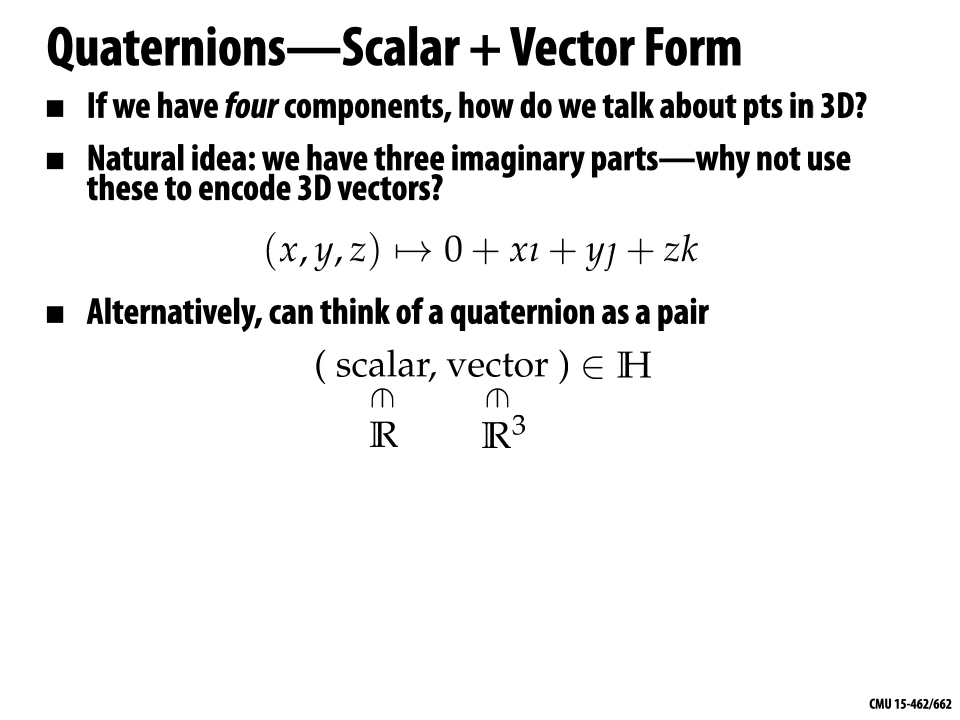 Quaternions—Scalar + Vector Form
■ If we have four components, how do we talk about pts in 3D?
■ Natural idea: we have three imaginary parts—why not use
these to encode 3D vectors?
(x, y, z) ↦ 0 + xı + yȷ + zk
■ Alternatively, can think of a quaternion as a pair
( scalar, vector ) ∈ ℍ
∈ ∈
ℝ ℝ³
CMU 15-462/662